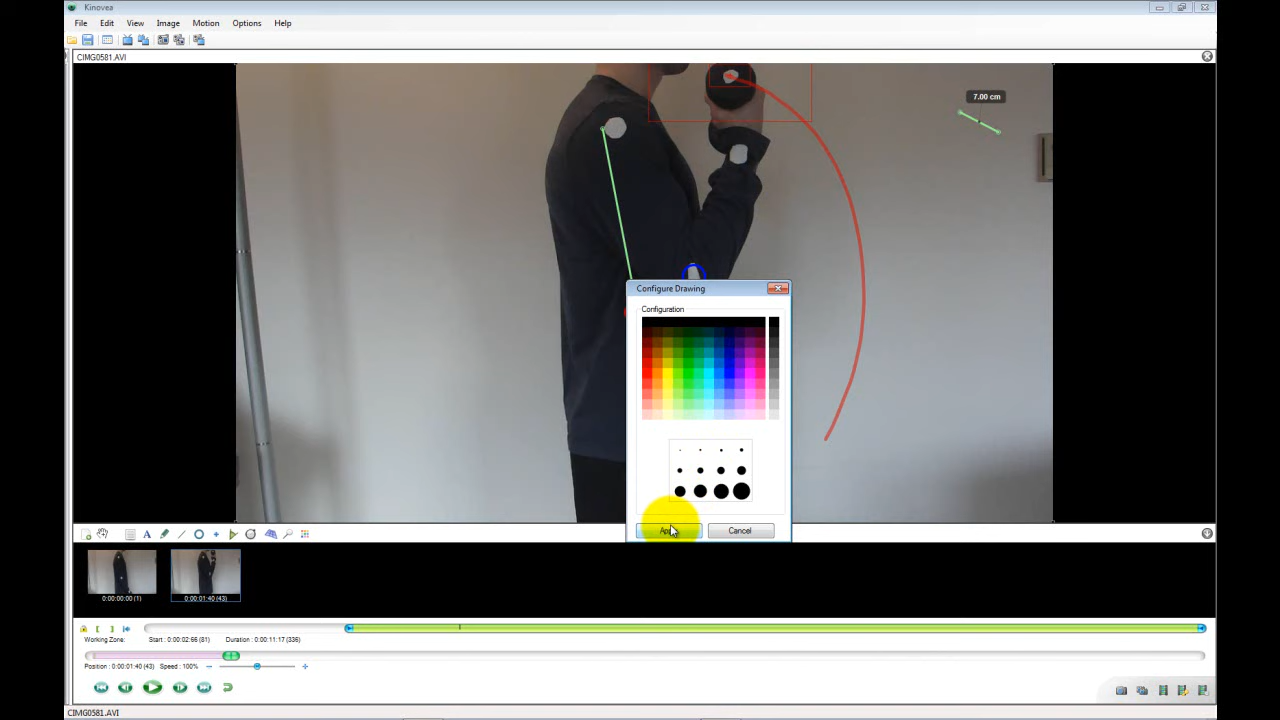 Kinovea
File Edit View Image Motion Options Help
CIMG0581.AVI
7.00 cm
Configure Drawing
Configuration
Cancel
0:00:00:00 (1)
0:00:01:40 (43)
Working Zone: Start : 0:00:02:66 (81) Duration : 0:00:11:17 (336)
Position : 0:00:01:40 (43) Speed : 100%
CIMG0581.AVI